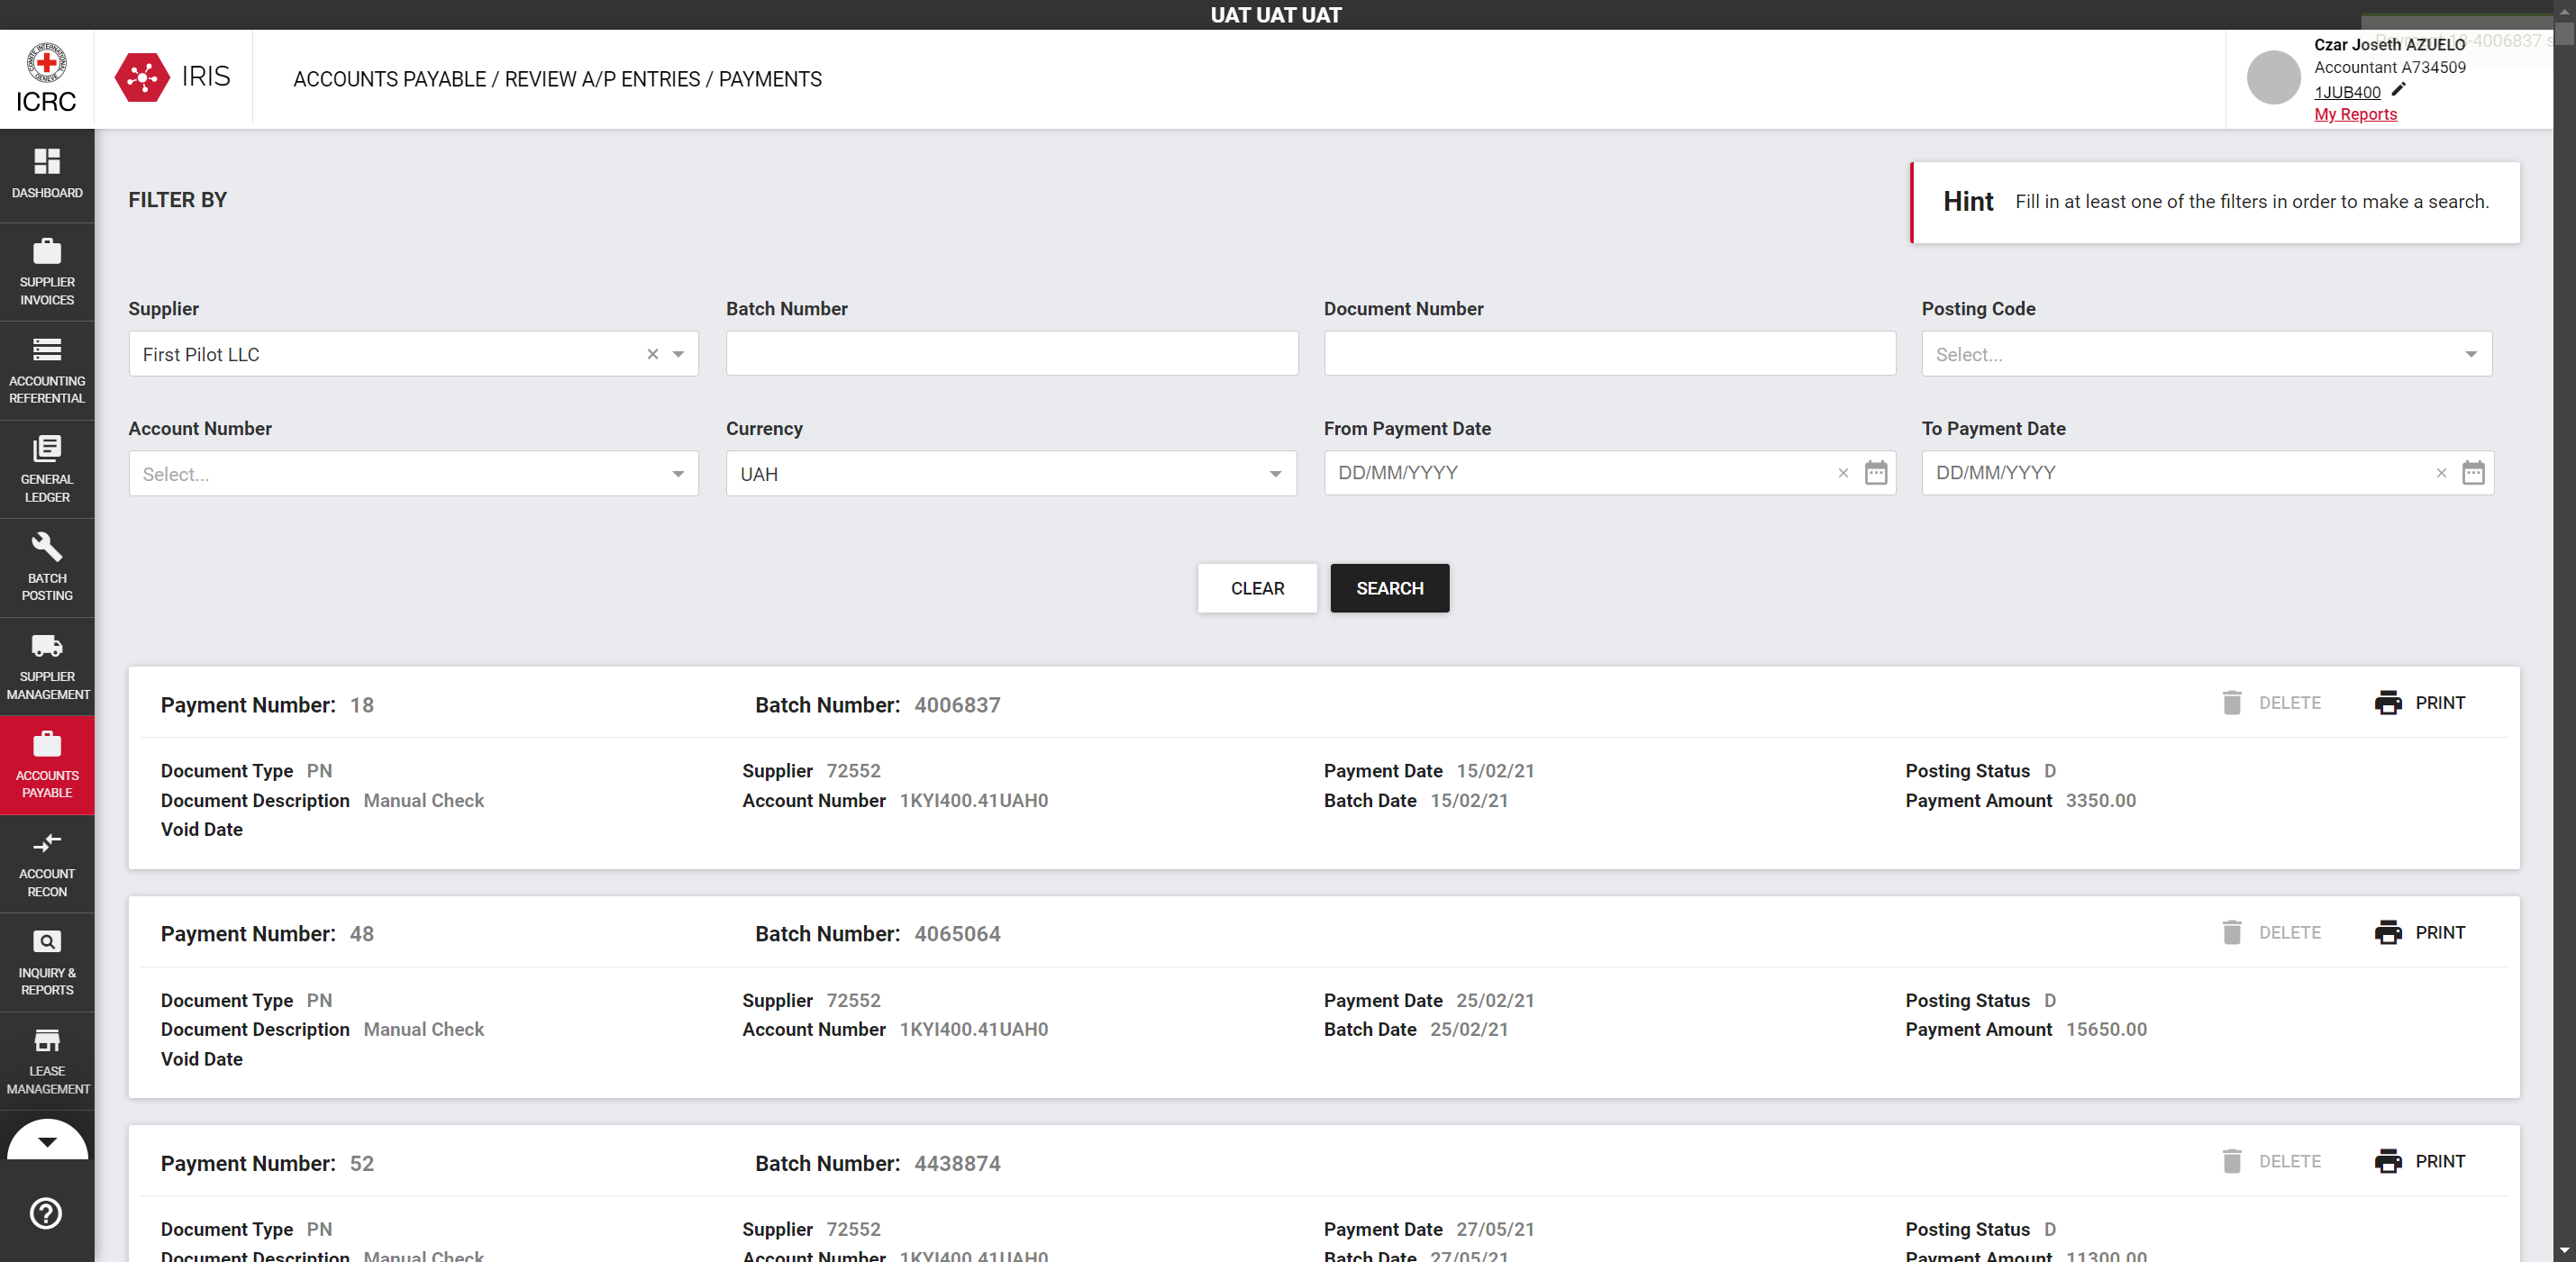 UAT UAT UAT
ICRC
IRIS
ACCOUNTS PAYABLE / REVIEW A/P ENTRIES / PAYMENTS
Czar Joseth AZUELO
Accountant A734509
1JUB400
My Reports
DASHBOARD
SUPPLIER
INVOICES
ACCOUNTING
REFERENTIAL
GENERAL
LEDGER
BATCH
POSTING
SUPPLIER
MANAGEMENT
ACCOUNTS
PAYABLE
ACCOUNT
RECON
INQUIRY &
REPORTS
LEASE
MANAGEMENT
FILTER BY
Hint Fill in at least one of the filters in order to make a search.
Supplier Batch Number Document Number Posting Code
First Pilot LLC Select...
Account Number Currency From Payment Date To Payment Date
Select... UAH DD/MM/YYYY DD/MM/YYYY
CLEAR SEARCH
Payment Number: 18 Batch Number: 4006837 DELETE PRINT
Document Type PN Supplier 72552 Payment Date 15/02/21 Posting Status D
Document Description Manual Check Account Number 1KYI400.41UAH0 Batch Date 15/02/21 Payment Amount 3350.00
Void Date
Payment Number: 48 Batch Number: 4065064 DELETE PRINT
Document Type PN Supplier 72552 Payment Date 25/02/21 Posting Status D
Document Description Manual Check Account Number 1KYI400.41UAH0 Batch Date 25/02/21 Payment Amount 15650.00
Void Date
Payment Number: 52 Batch Number: 4438874 DELETE PRINT
Document Type PN Supplier 72552 Payment Date 27/05/21 Posting Status D
Document Description Manual Check Account Number 1KYI400.41UAH0 Batch Date 27/05/21 Payment Amount 11300.00